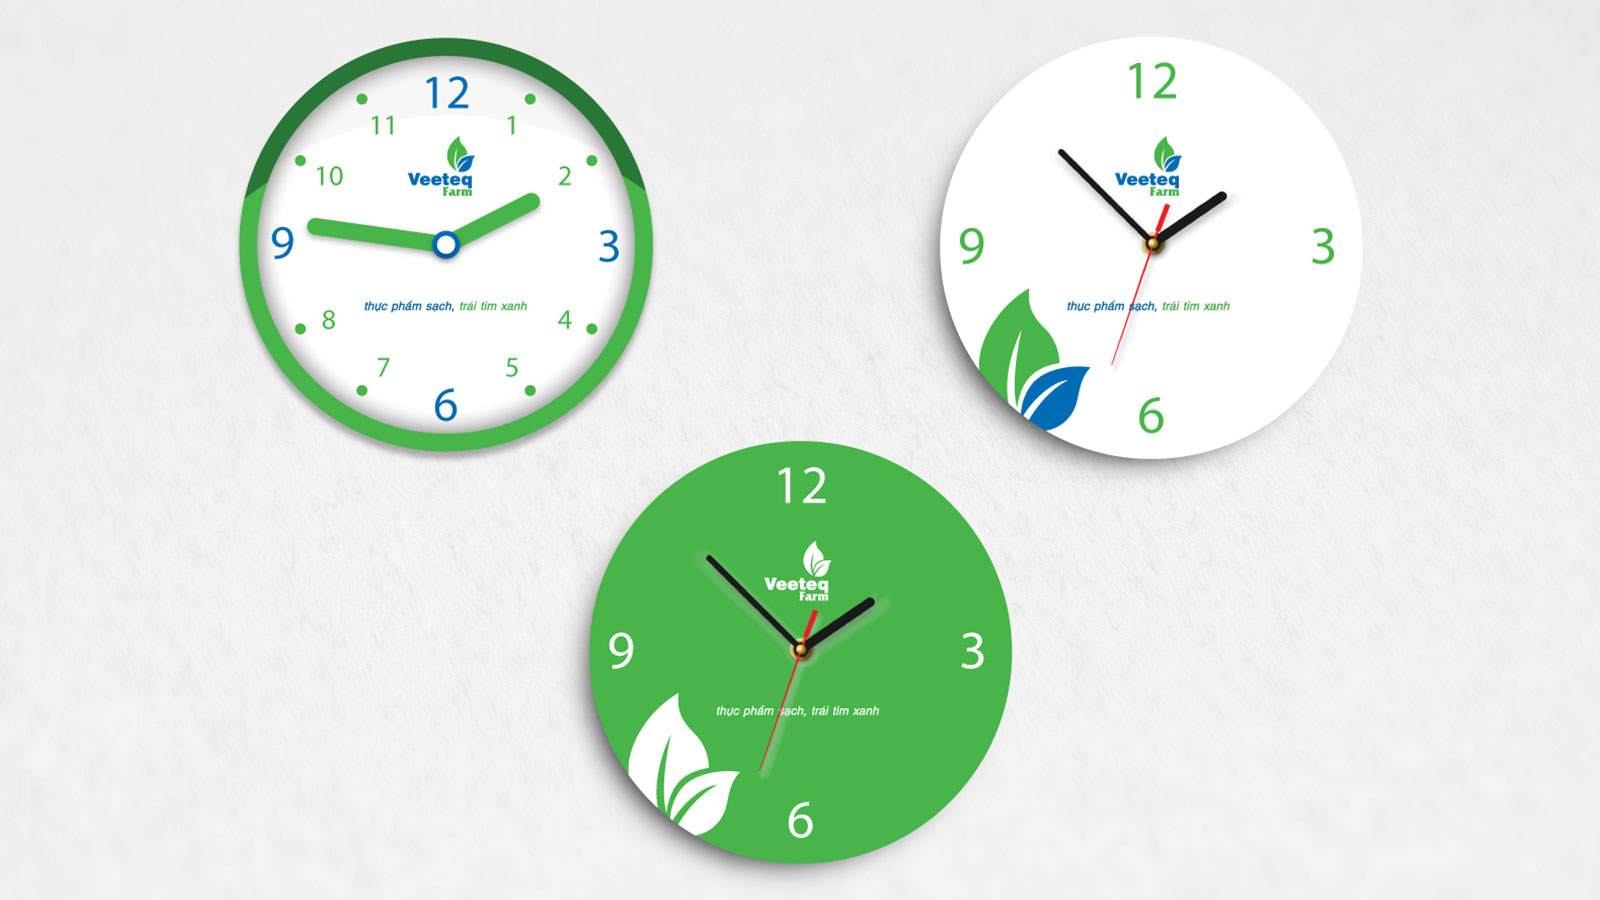 12
11 1
10 2
Veeteq
Farm
9 3
thực phẩm sạch, trái tim xanh
8 4
7 5
6
12
Veeteq
Farm
9 3
thực phẩm sạch, trái tim xanh
6
12
Veeteq
Farm
9 3
thực phẩm sạch, trái tim xanh
6